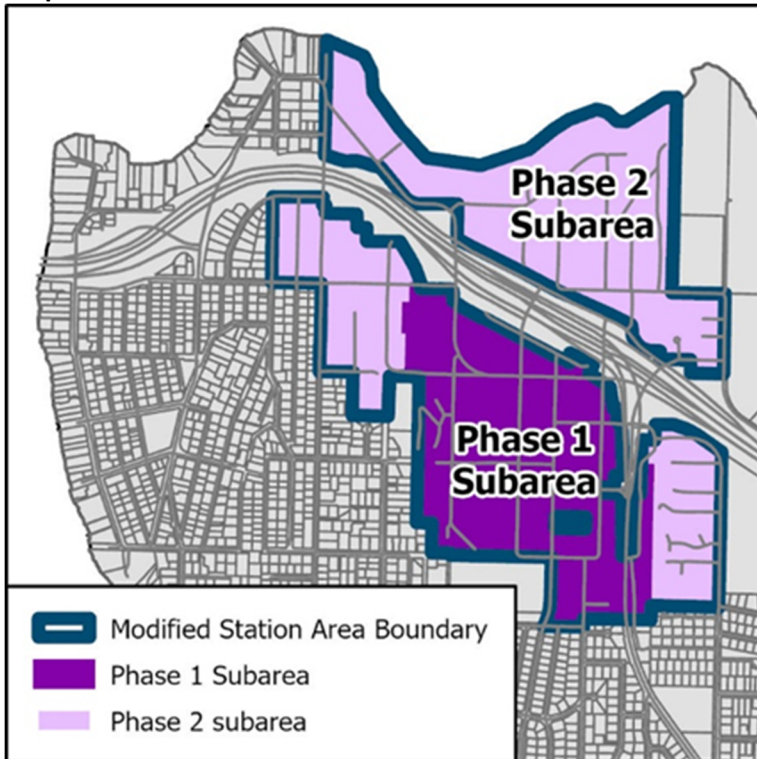 Phase 2
Subarea
Phase 1
Subarea
Modified Station Area Boundary
Phase 1 Subarea
Phase 2 subarea